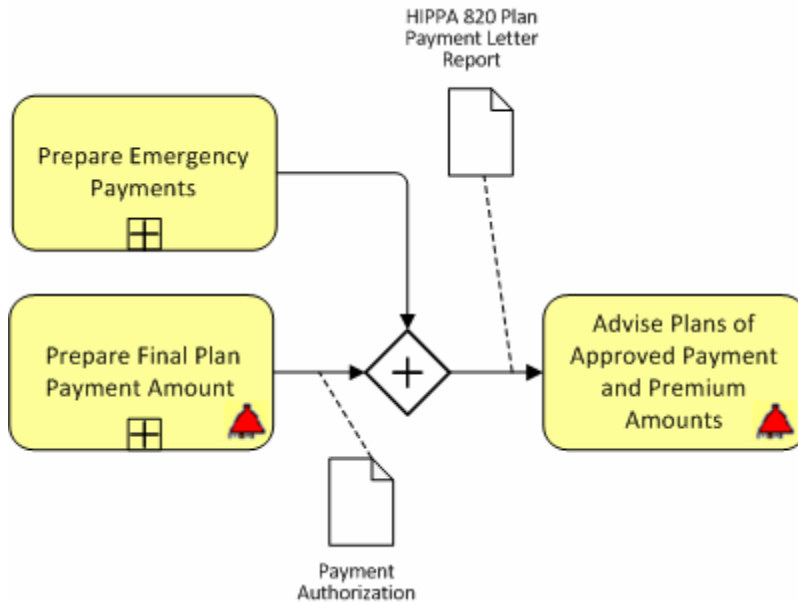 HIPPA 820 Plan
Payment Letter
Report
Prepare Emergency
Payments
Prepare Final Plan
Payment Amount
Advise Plans of
Approved Payment
and Premium
Amounts
Payment
Authorization